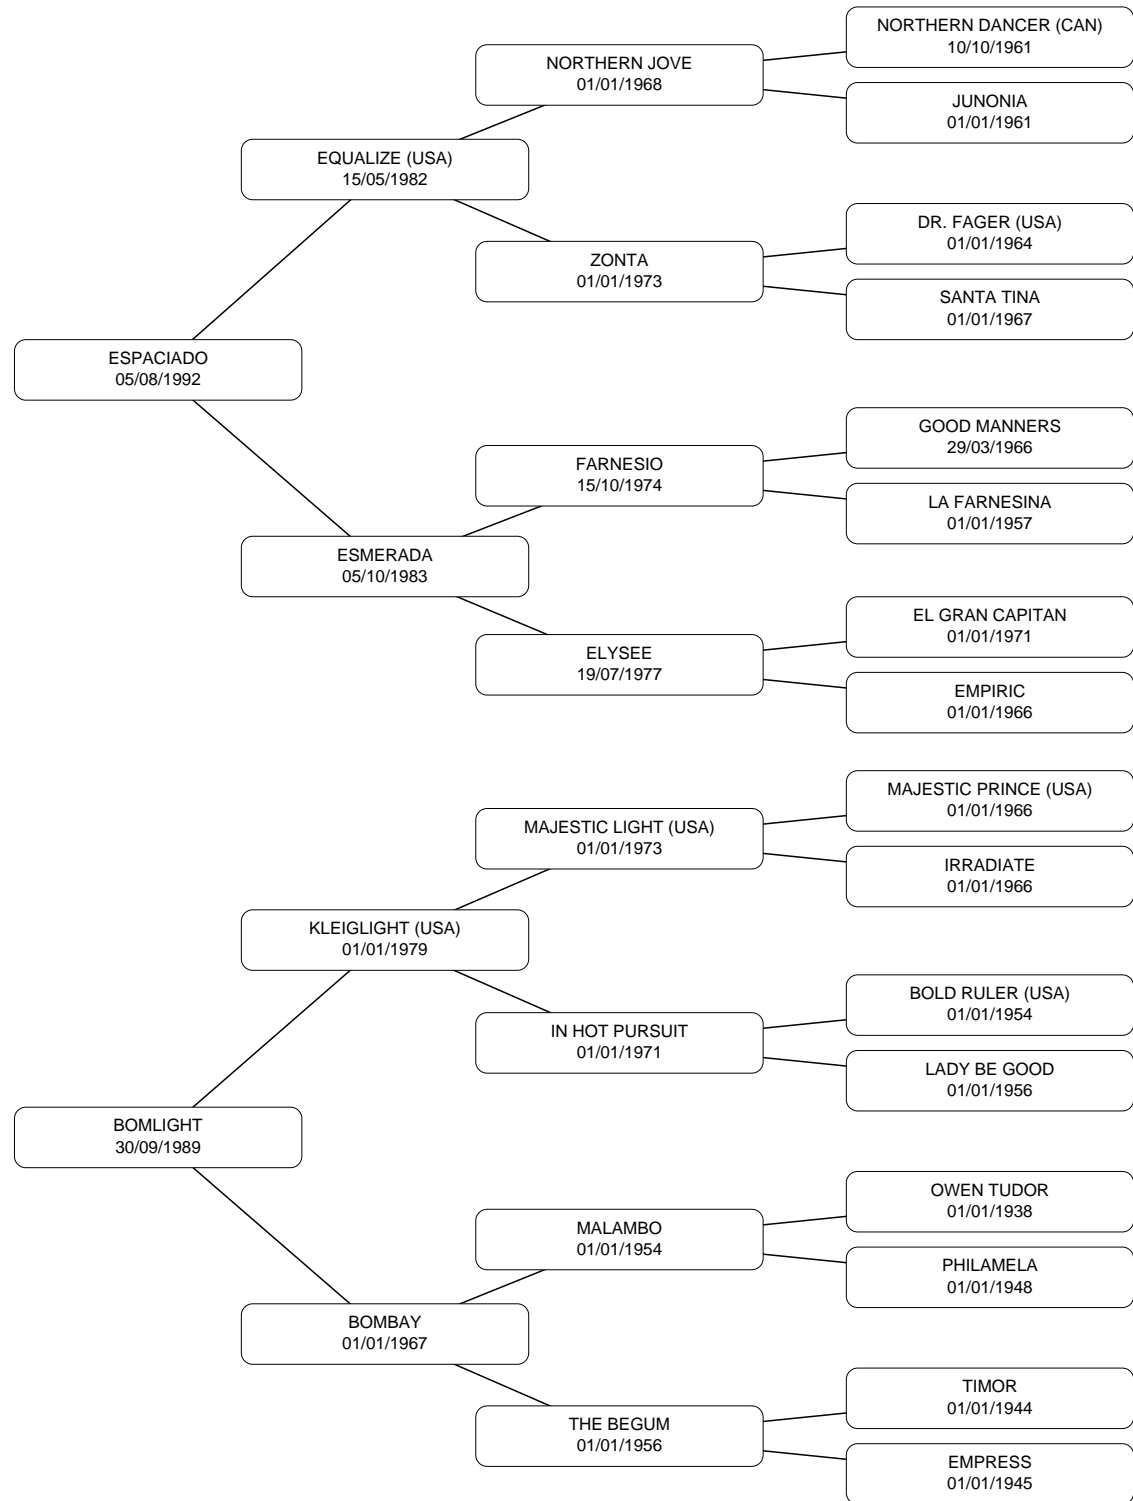 NORTHERN DANCER (CAN)
10/10/1961
NORTHERN JOVE
01/01/1968
JUNONIA
01/01/1961
EQUALIZE (USA)
15/05/1982
DR. FAGER (USA)
01/01/1964
ZONTA
01/01/1973
SANTA TINA
01/01/1967
ESPACIADO
05/08/1992
GOOD MANNERS
29/03/1966
FARNESIO
15/10/1974
LA FARNESINA
01/01/1957
ESMERADA
05/10/1983
EL GRAN CAPITAN
01/01/1971
ELYSEE
19/07/1977
EMPIRIC
01/01/1966
MAJESTIC PRINCE (USA)
01/01/1966
MAJESTIC LIGHT (USA)
01/01/1973
IRRADIATE
01/01/1966
KLEIGLIGHT (USA)
01/01/1979
BOLD RULER (USA)
01/01/1954
IN HOT PURSUIT
01/01/1971
LADY BE GOOD
01/01/1956
BOMLIGHT
30/09/1989
OWEN TUDOR
01/01/1938
MALAMBO
01/01/1954
PHILAMELA
01/01/1948
BOMBAY
01/01/1967
TIMOR
01/01/1944
THE BEGUM
01/01/1956
EMPRESS
01/01/1945